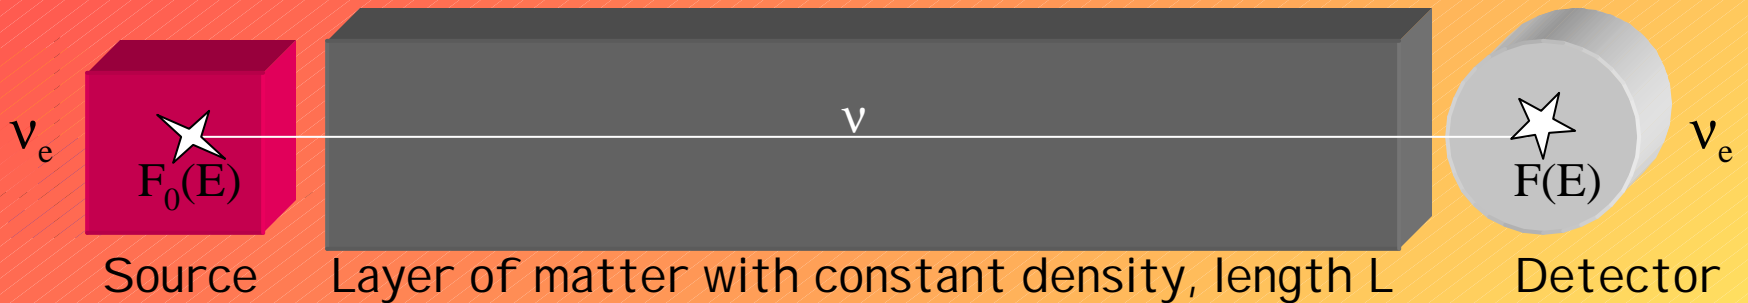 ν
νₑ νₑ
F₀(E) F(E)
Source Layer of matter with constant density, length L Detector